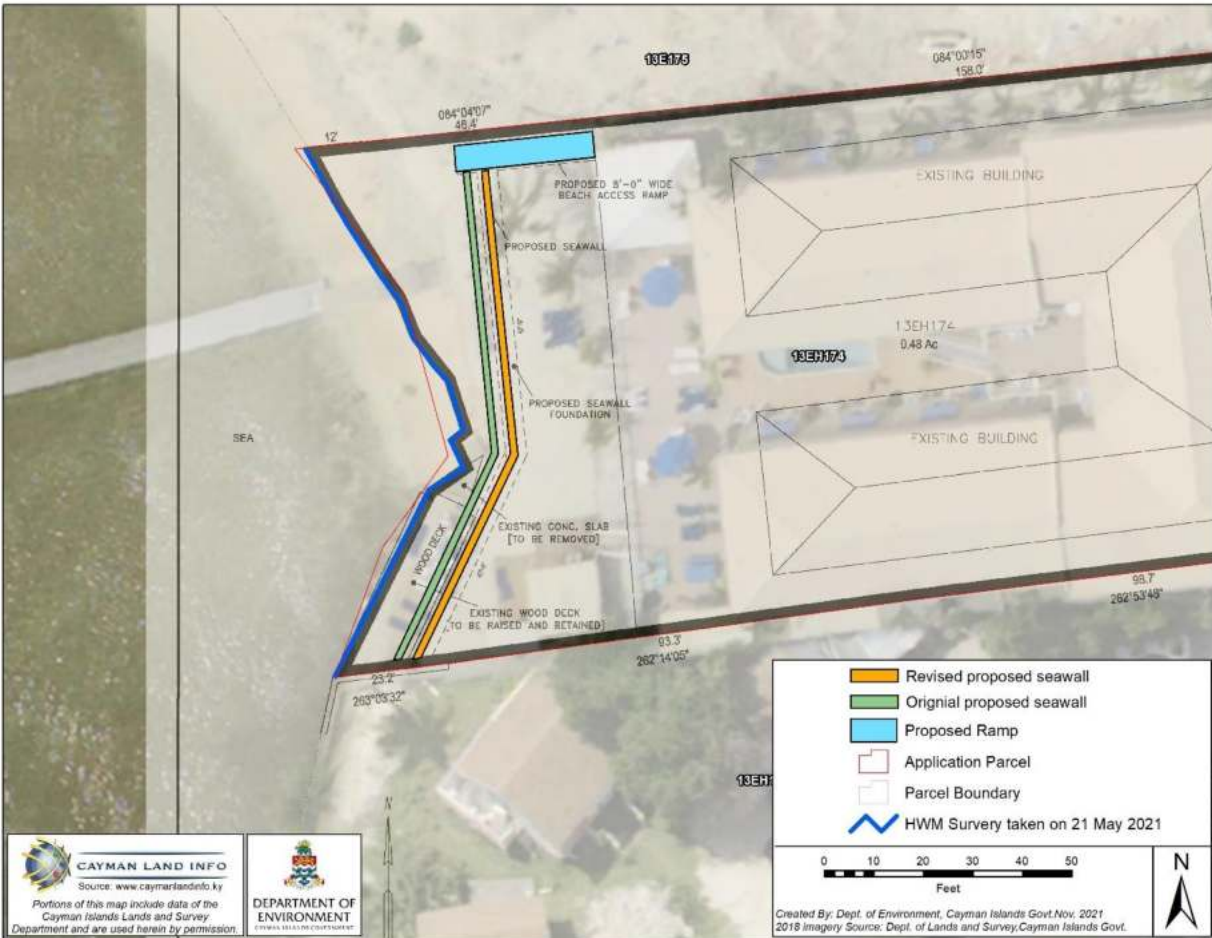 13E175
084°00'15"
158.0'
084°04'07"
46.4'
12'
PROPOSED 8'-0" WIDE
BEACH ACCESS RAMP
EXISTING BUILDING
PROPOSED SEAWALL
13EH174
0.48 Ac
13EH174
PROPOSED SEAWALL
FOUNDATION
SEA
EXISTING BUILDING
WOOD DECK
EXISTING CONC. SLAB
[TO BE REMOVED]
EXISTING WOOD DECK
TO BE RAISED AND RETAINED]
93.3'
262°14'05"
98.7'
262°53'48"
23.2'
263°03'32"
13EH1
Revised proposed seawall
Orignial proposed seawall
Proposed Ramp
Application Parcel
Parcel Boundary
HWM Survery taken on 21 May 2021
0 10 20 30 40 50
Feet
N
N
CAYMAN LAND INFO
Source: www.caymanlandinfo.ky
Portions of this map include data of the
Cayman Islands Lands and Survey
Department and are used herein by permission.
DEPARTMENT OF
ENVIRONMENT
CAYMAN ISLANDS GOVERNMENT
Created By: Dept. of Environment, Cayman Islands Govt.Nov. 2021
2018 Imagery Source: Dept. of Lands and Survey,Cayman Islands Govt.